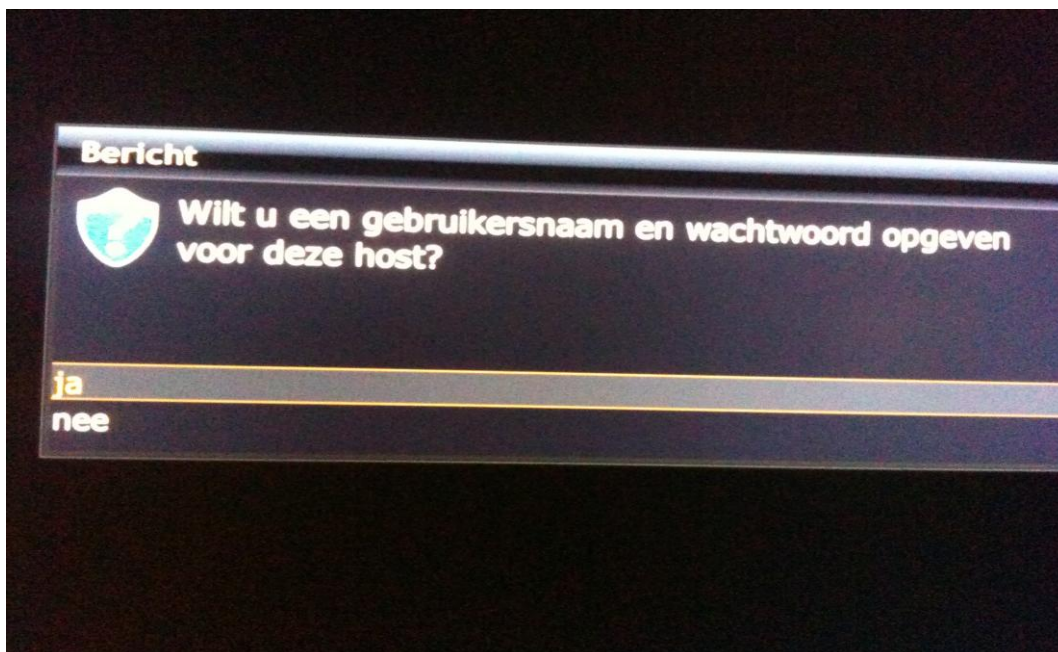 Bericht
Wilt u een gebruikersnaam en wachtwoord opgeven
voor deze host?
ja
nee